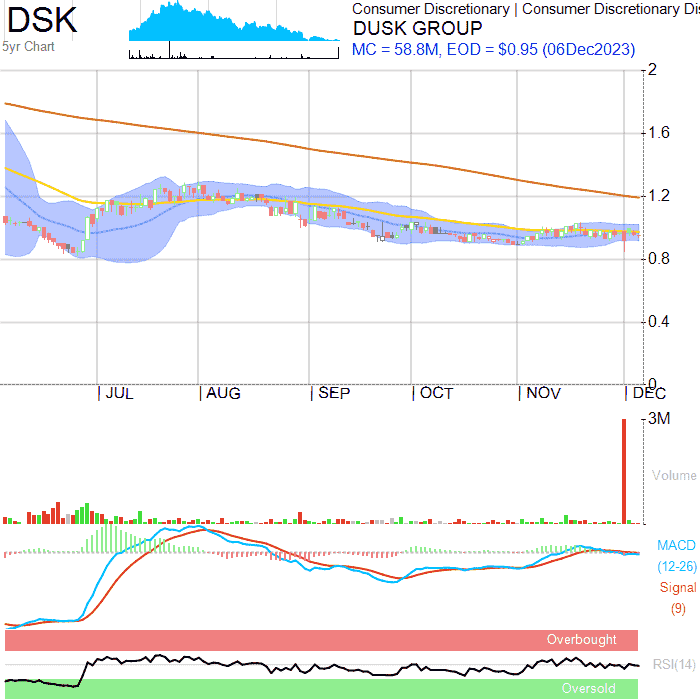 DSK
5yr Chart
Consumer Discretionary | Consumer Discretionary Dis
DUSK GROUP
MC = 58.8M, EOD = $0.95 (06Dec2023)
2
1.6
1.2
0.8
0.4
0
JUL AUG SEP OCT NOV DEC
3M
Volume
MACD
(12-26)
Signal
(9)
Overbought
RSI(14)
Oversold